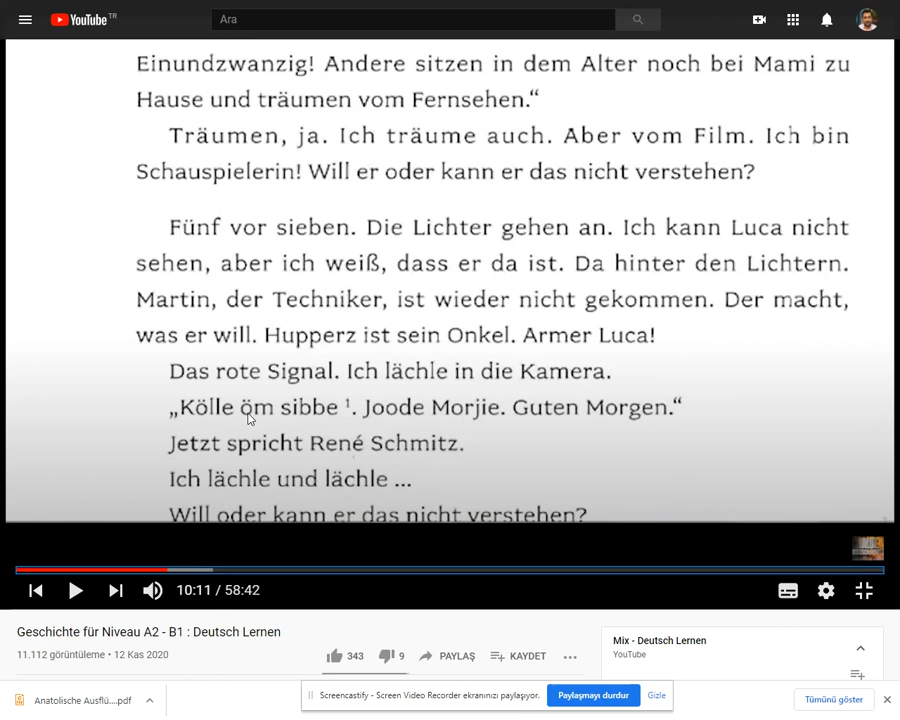 YouTube TR
Ara
Einundzwanzig! Andere sitzen in dem Alter noch bei Mami zu
Hause und träumen vom Fernsehen.“
Träumen, ja. Ich träume auch. Aber vom Film. Ich bin
Schauspielerin! Will er oder kann er das nicht verstehen?
Fünf vor sieben. Die Lichter gehen an. Ich kann Luca nicht
sehen, aber ich weiß, dass er da ist. Da hinter den Lichtern.
Martin, der Techniker, ist wieder nicht gekommen. Der macht,
was er will. Hupperz ist sein Onkel. Armer Luca!
Das rote Signal. Ich lächle in die Kamera.
„Kölle öm sibbe ¹. Joode Morjie. Guten Morgen.“
Jetzt spricht René Schmitz.
Ich lächle und lächle ...
Will oder kann er das nicht verstehen?
10:11 / 58:42
Geschichte für Niveau A2 - B1 : Deutsch Lernen
11.112 görüntüleme • 12 Kas 2020
343
9
PAYLAŞ
KAYDET
Mix - Deutsch Lernen
YouTube
Anatolische Ausflü....pdf
Screencastify - Screen Video Recorder ekranınızı paylaşıyor.
Paylaşmayı durdur
Gizle
Tümünü göster